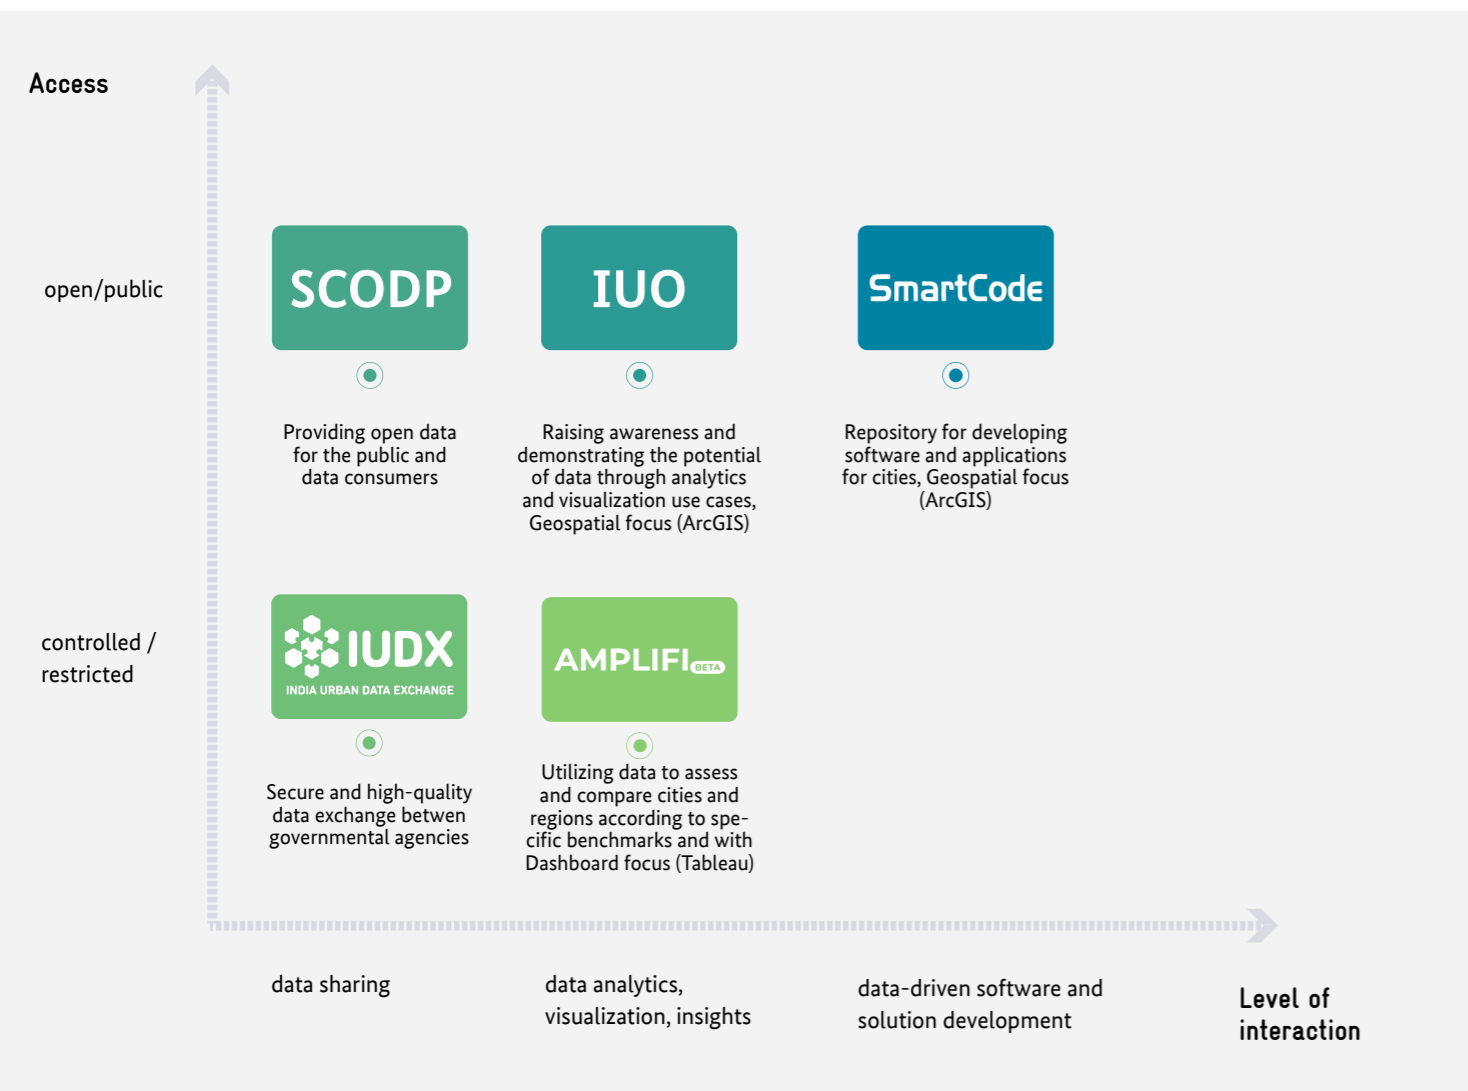 Access
open/public
SCODP
IUO
SmartCode
Providing open data
for the public and
data consumers
Raising awareness and
demonstrating the potential
of data through analytics
and visualization use cases,
Geospatial focus (ArcGIS)
Repository for developing
software and applications
for cities, Geospatial focus
(ArcGIS)
controlled /
restricted
IUDX
INDIA URBAN DATA EXCHANGE
AMPLIFI BETA
Secure and high-quality
data exchange betwen
governmental agencies
Utilizing data to assess
and compare cities and
regions according to spe-
cific benchmarks and with
Dashboard focus (Tableau)
data sharing
data analytics,
visualization, insights
data-driven software and
solution development
Level of
interaction